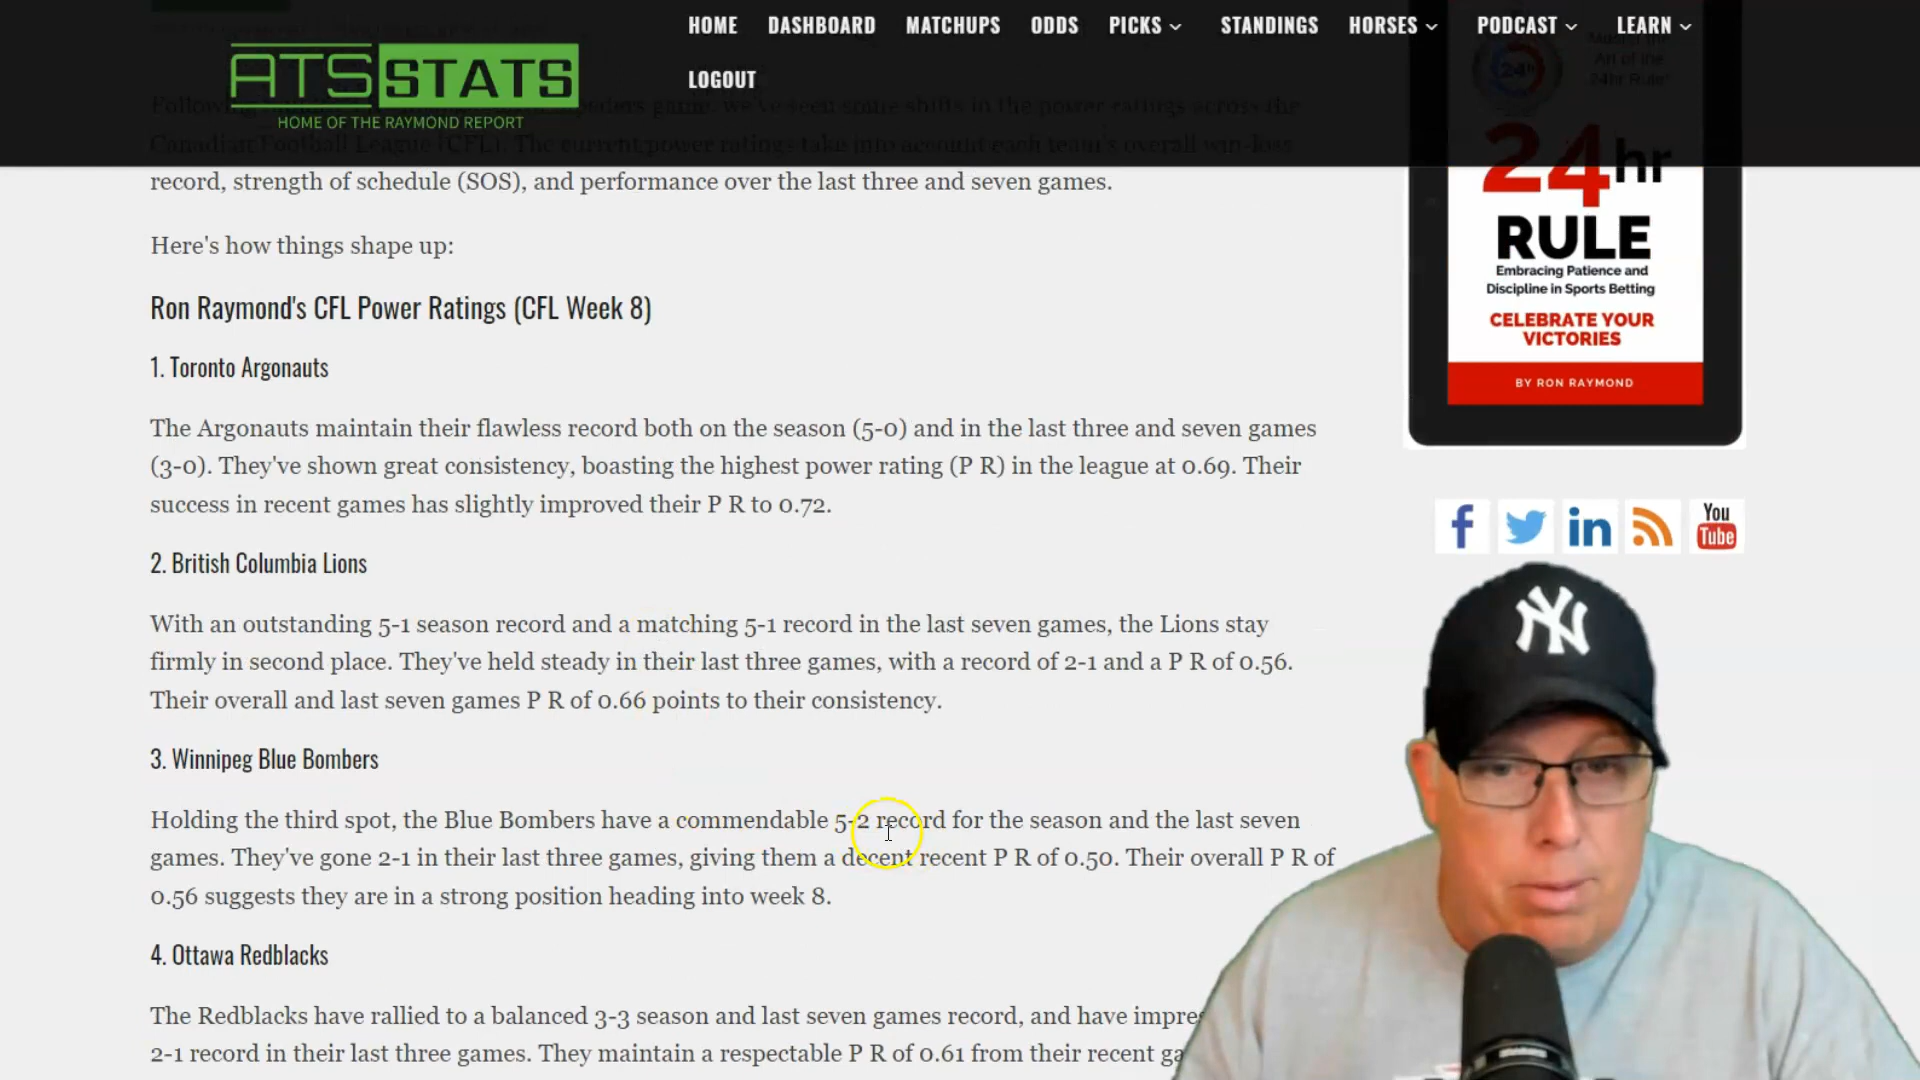 HOME DASHBOARD MATCHUPS ODDS PICKS STANDINGS HORSES PODCAST LEARN
LOGOUT
ATS STATS
HOME OF THE RAYMOND REPORT
Art of the
24hr Rule!
game, we've seen some shifts in the power ratings across the
Canadian Football League (CFL). The current power ratings take into account each team's overall win-loss
record, strength of schedule (SOS), and performance over the last three and seven games.
Here's how things shape up:
Ron Raymond's CFL Power Ratings (CFL Week 8)
1. Toronto Argonauts
The Argonauts maintain their flawless record both on the season (5-0) and in the last three and seven games
(3-0). They've shown great consistency, boasting the highest power rating (P R) in the league at 0.69. Their
success in recent games has slightly improved their P R to 0.72.
2. British Columbia Lions
With an outstanding 5-1 season record and a matching 5-1 record in the last seven games, the Lions stay
firmly in second place. They've held steady in their last three games, with a record of 2-1 and a P R of 0.56.
Their overall and last seven games P R of 0.66 points to their consistency.
3. Winnipeg Blue Bombers
Holding the third spot, the Blue Bombers have a commendable 5-2 record for the season and the last seven
games. They've gone 2-1 in their last three games, giving them a decent recent P R of 0.50. Their overall P R of
0.56 suggests they are in a strong position heading into week 8.
4. Ottawa Redblacks
The Redblacks have rallied to a balanced 3-3 season and last seven games record, and have impres
2-1 record in their last three games. They maintain a respectable P R of 0.61 from their recent ga
24hr
RULE
Embracing Patience and
Discipline in Sports Betting
CELEBRATE YOUR
VICTORIES
BY RON RAYMOND
f
in
You
Tube
NY